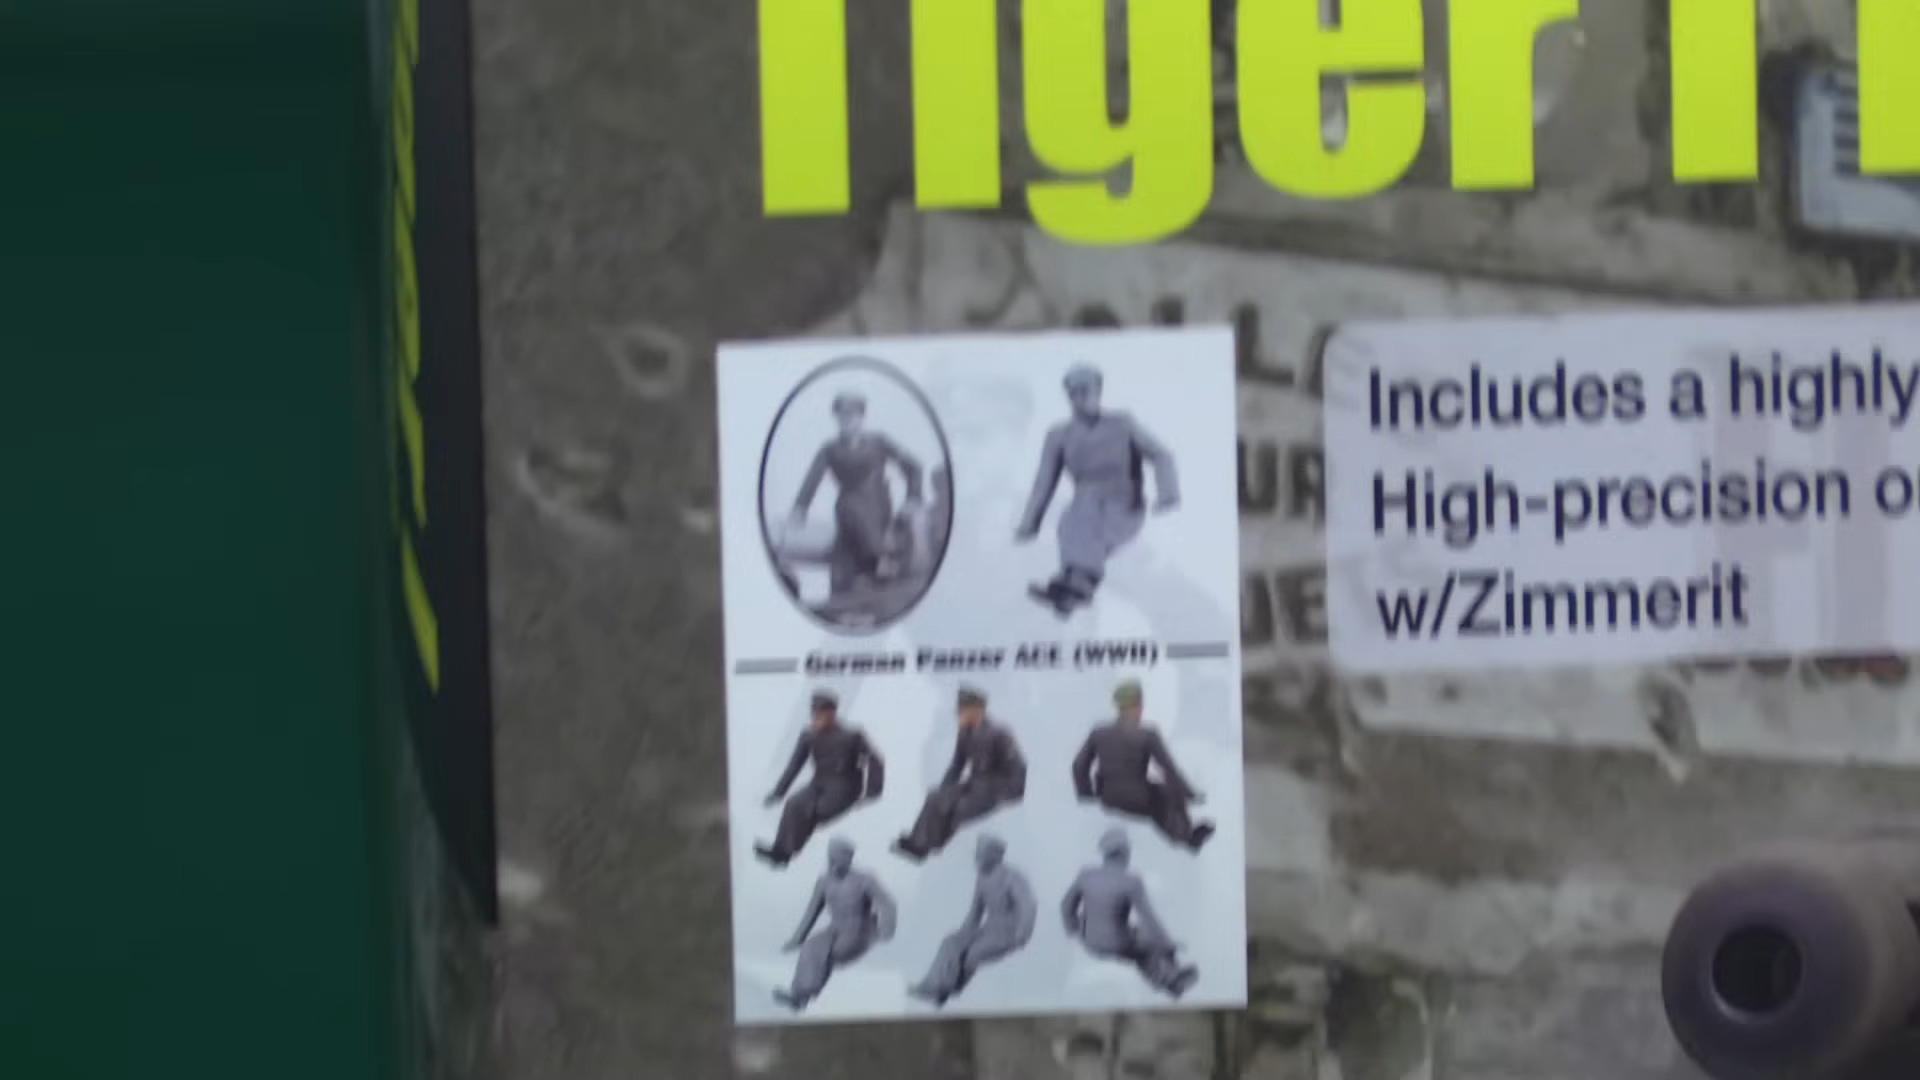 Tiger I
Includes a highly
High-precision
w/Zimmerit
German Panzer ACE (WWII)